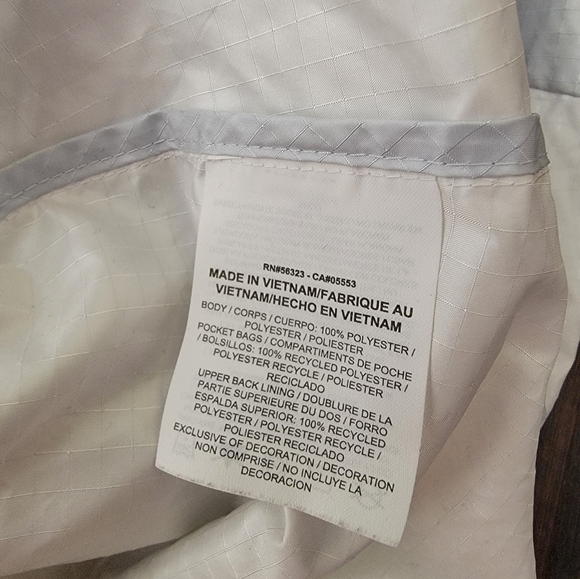 RN#56323 - CA#05553
MADE IN VIETNAM/FABRIQUE AU
VIETNAM/HECHO EN VIETNAM
BODY / CORPS / CUERPO: 100% POLYESTER /
POLYESTER / POLIESTER
POCKET BAGS / COMPARTIMENTS DE POCHE
/ BOLSILLOS: 100% RECYCLED POLYESTER /
POLYESTER RECYCLE / POLIESTER
RECICLADO
UPPER BACK LINING / DOUBLURE DE LA
PARTIE SUPERIEURE DU DOS / FORRO
ESPALDA SUPERIOR: 100% RECYCLED
POLYESTER / POLYESTER RECYCLE /
POLIESTER RECICLADO
EXCLUSIVE OF DECORATION / DECORATION
NON COMPRISE / NO INCLUYE LA
DECORACION